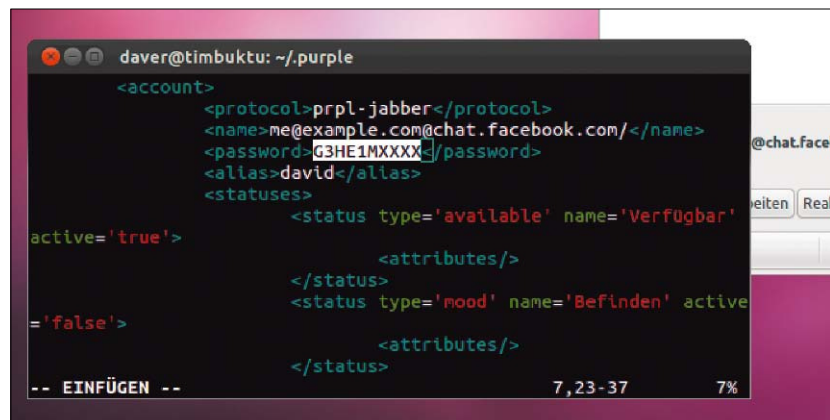 daver@timbuktu: ~/.purple
<account>
<protocol>prpl-jabber</protocol>
<name>me@example.com@chat.facebook.com/</name>
<password>G3HE1MXXXX</password>
<alias>david</alias>
<statuses>
<status type='available' name='Verfügbar'
active='true'>
<attributes/>
</status>
<status type='mood' name='Befinden' active
='false'>
<attributes/>
</status>
-- EINFÜGEN -- 7,23-37 7%
@chat.face
eiten Real